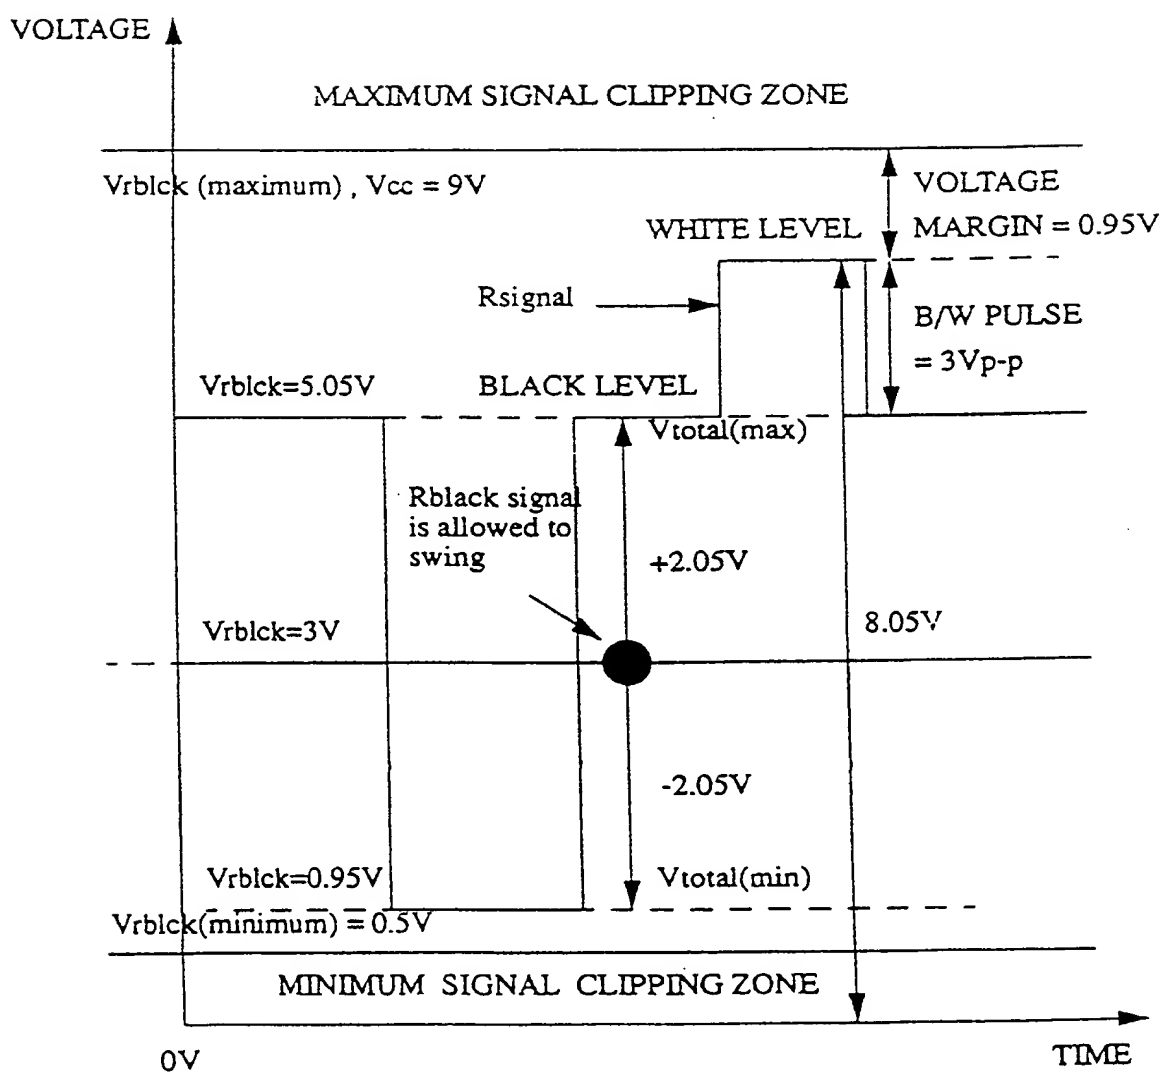 VOLTAGE
MAXIMUM SIGNAL CLIPPING ZONE
Vrblck (maximum) , Vcc = 9V
VOLTAGE
MARGIN = 0.95V
WHITE LEVEL
Rsignal
B/W PULSE
= 3Vp-p
Vrblck=5.05V
BLACK LEVEL
Vtotal(max)
Rblack signal
is allowed to
swing
+2.05V
Vrblck=3V
8.05V
-2.05V
Vrblck=0.95V
Vtotal(min)
Vrblck(minimum) = 0.5V
MINIMUM SIGNAL CLIPPING ZONE
0V
TIME